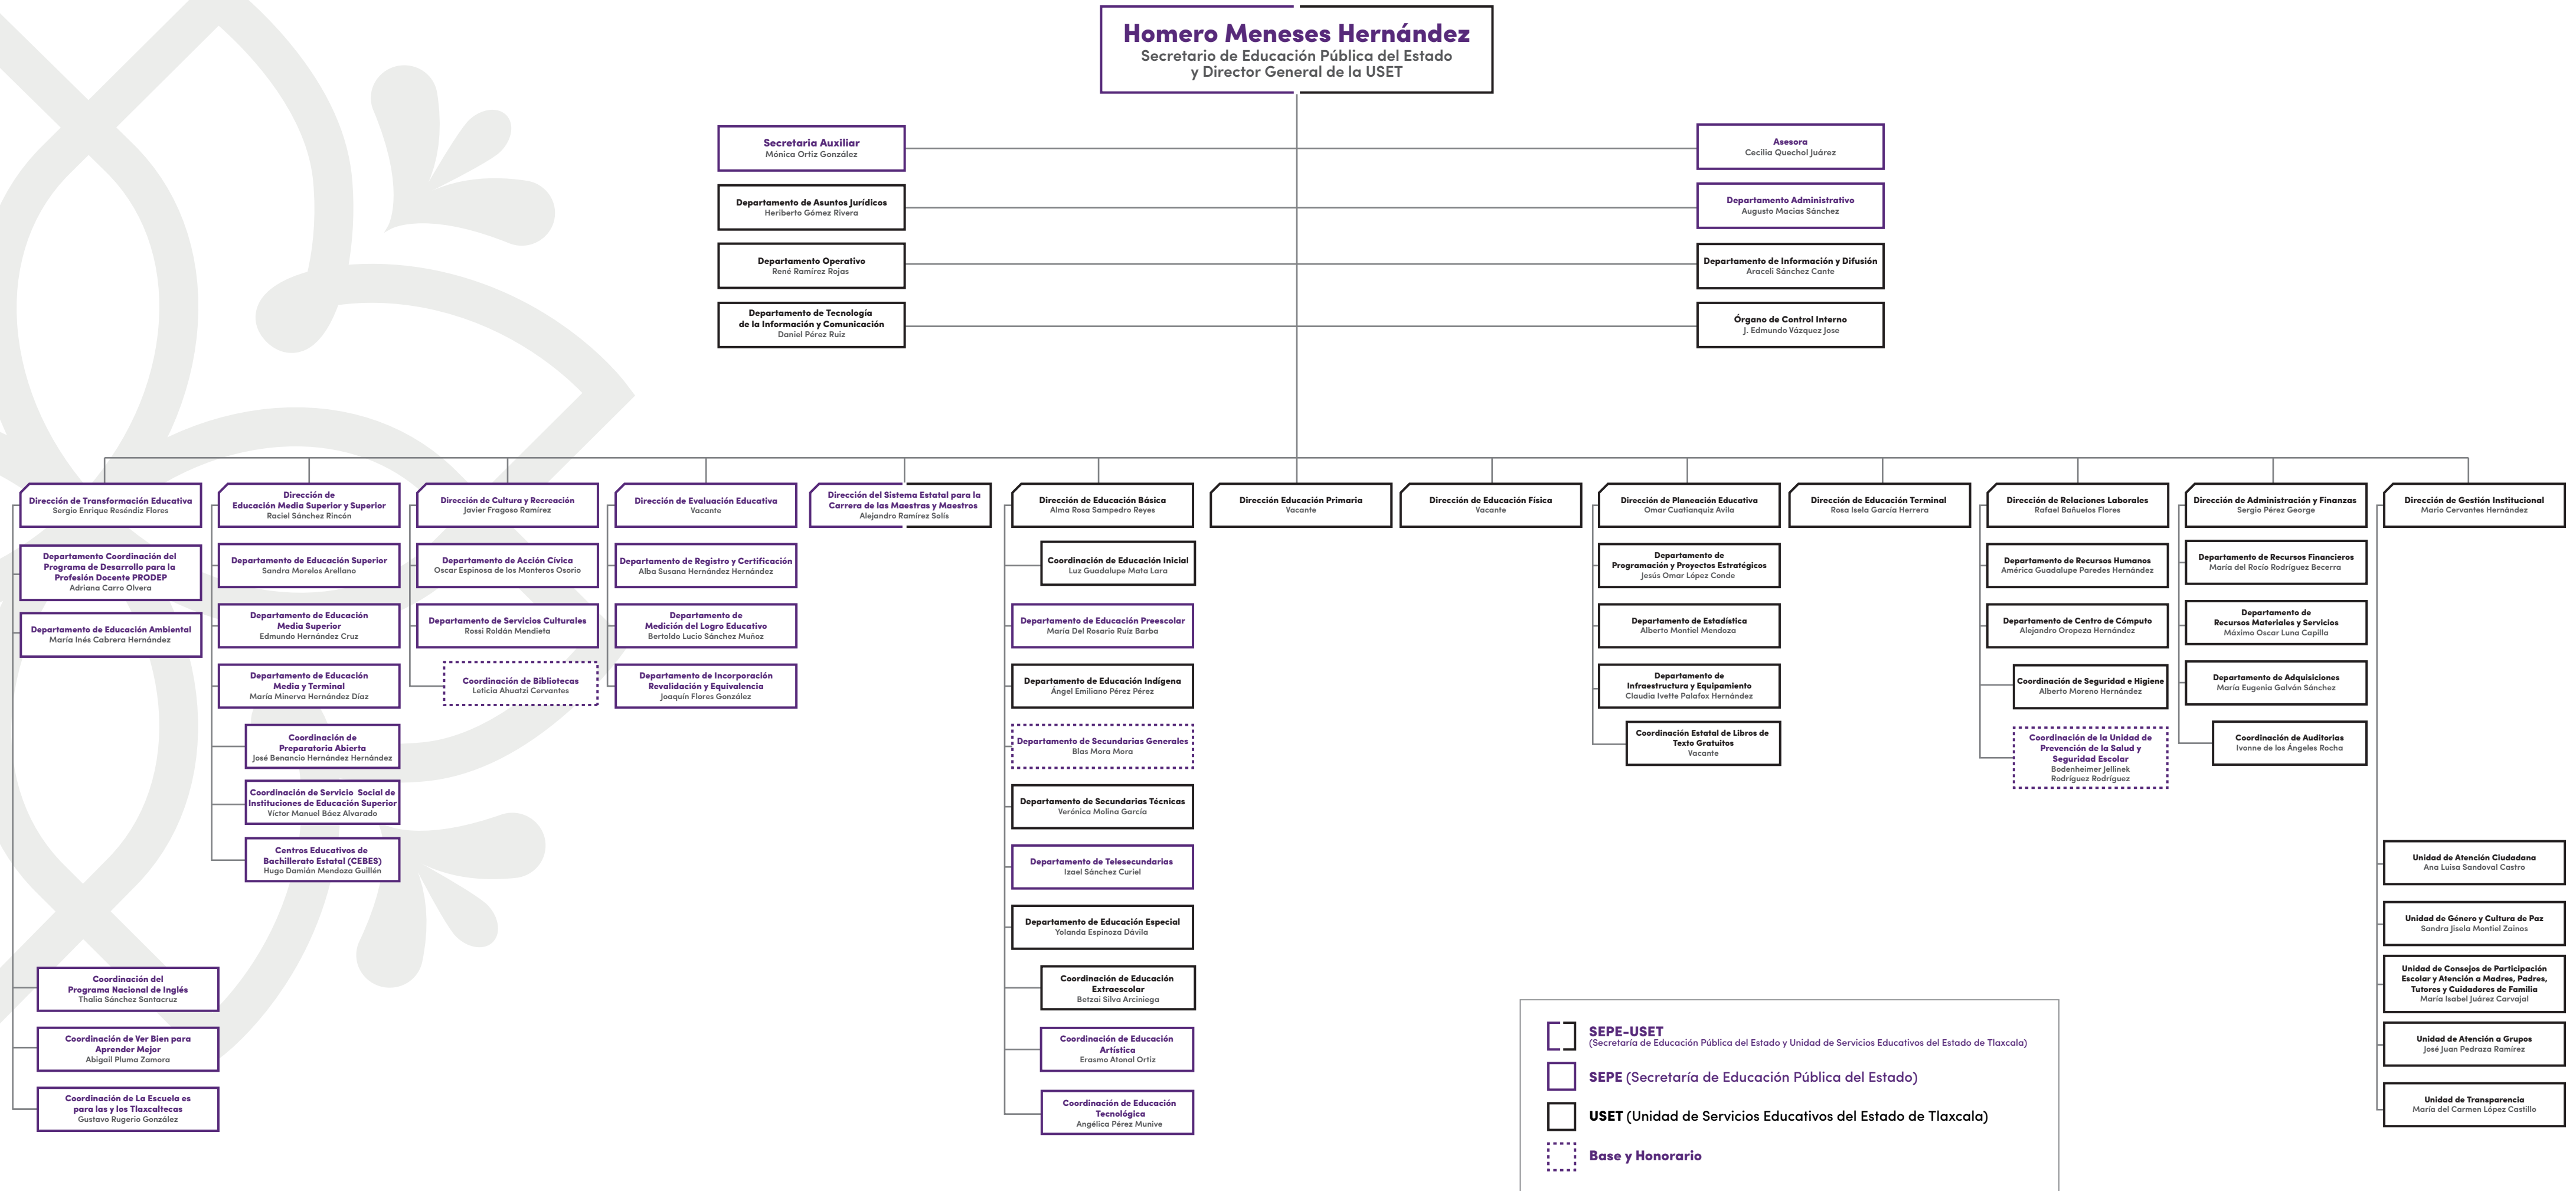 Homero Meneses Hernández
Secretario de Educación Pública del Estado
y Director General de la USET
Secretaria Auxiliar
Mónica Ortiz González
Asesora
Cecilia Quechol Juárez
Departamento de Asuntos Jurídicos
Heriberto Gómez Rivera
Departamento Administrativo
Augusto Macias Sánchez
Departamento Operativo
René Ramírez Rojas
Departamento de Información y Difusión
Araceli Sánchez Cante
Departamento de Tecnología
de la Información y Comunicación
Daniel Pérez Ruiz
Órgano de Control Interno
J. Edmundo Vázquez Jose
Dirección de Transformación Educativa
Sergio Enrique Reséndiz Flores
Departamento Coordinación del
Programa de Desarrollo para la
Profesión Docente PRODEP
Adriana Carro Olvera
Departamento de Educación Ambiental
María Inés Cabrera Hernández
Coordinación del
Programa Nacional de Inglés
Thalia Sánchez Santacruz
Coordinación de Ver Bien para
Aprender Mejor
Abigail Pluma Zamora
Coordinación de La Escuela es
para las y los Tlaxcaltecas
Gustavo Rugerio González
Dirección de
Educación Media Superior y Superior
Raciel Sánchez Rincón
Departamento de Educación Superior
Sandra Morelos Arellano
Departamento de Educación
Media Superior
Edmundo Hernández Cruz
Departamento de Educación
Media y Terminal
María Minerva Hernández Díaz
Coordinación de
Preparatoria Abierta
José Benancio Hernández Hernández
Coordinación de Servicio Social de
Instituciones de Educación Superior
Víctor Manuel Báez Alvarado
Centros Educativos de
Bachillerato Estatal (CEBES)
Hugo Damián Mendoza Guillén
Dirección de Cultura y Recreación
Javier Fragoso Ramírez
Departamento de Acción Cívica
Oscar Espinosa de los Monteros Osorio
Departamento de Servicios Culturales
Rossi Roldán Mendieta
Coordinación de Bibliotecas
Leticia Ahuatzi Cervantes
Dirección de Evaluación Educativa
Vacante
Departamento de Registro y Certificación
Alba Susana Hernández Hernández
Departamento de
Medición del Logro Educativo
Bertoldo Lucio Sánchez Muñoz
Departamento de Incorporación
Revalidación y Equivalencia
Joaquín Flores González
Dirección del Sistema Estatal para la
Carrera de las Maestras y Maestros
Alejandro Ramírez Solís
Dirección de Educación Básica
Alma Rosa Sampedro Reyes
Coordinación de Educación Inicial
Luz Guadalupe Mata Lara
Departamento de Educación Preescolar
María Del Rosario Ruíz Barba
Departamento de Educación Indígena
Ángel Emiliano Pérez Pérez
Departamento de Secundarias Generales
Blas Mora Mora
Departamento de Secundarias Técnicas
Verónica Molina García
Departamento de Telesecundarias
Izael Sánchez Curiel
Departamento de Educación Especial
Yolanda Espinoza Dávila
Coordinación de Educación
Extraescolar
Betzai Silva Arciniega
Coordinación de Educación
Artística
Erasmo Atonal Ortiz
Coordinación de Educación
Tecnológica
Angélica Pérez Munive
Dirección Educación Primaria
Vacante
Dirección de Educación Física
Vacante
Dirección de Planeación Educativa
Omar Cuatianquiz Avila
Departamento de
Programación y Proyectos Estratégicos
Jesús Omar López Conde
Departamento de Estadística
Alberto Montiel Mendoza
Departamento de
Infraestructura y Equipamiento
Claudia Ivette Palafox Hernández
Coordinación Estatal de Libros de
Texto Gratuitos
Vacante
Dirección de Educación Terminal
Rosa Isela García Herrera
Dirección de Relaciones Laborales
Rafael Bañuelos Flores
Departamento de Recursos Humanos
América Guadalupe Paredes Hernández
Departamento de Centro de Cómputo
Alejandro Oropeza Hernández
Coordinación de Seguridad e Higiene
Alberto Moreno Hernández
Coordinación de la Unidad de
Prevención de la Salud y
Seguridad Escolar
Bodenheimer Jellinek
Rodríguez Rodríguez
Dirección de Administración y Finanzas
Sergio Pérez George
Departamento de Recursos Financieros
María del Rocío Rodríguez Becerra
Departamento de
Recursos Materiales y Servicios
Máximo Oscar Luna Capilla
Departamento de Adquisiciones
María Eugenia Galván Sánchez
Coordinación de Auditorias
Ivonne de los Ángeles Rocha
Dirección de Gestión Institucional
Mario Cervantes Hernández
Unidad de Atención Ciudadana
Ana Luisa Sandoval Castro
Unidad de Género y Cultura de Paz
Sandra Jisela Montiel Zainos
Unidad de Consejos de Participación
Escolar y Atención a Madres, Padres,
Tutores y Cuidadores de Familia
María Isabel Juárez Carvajal
Unidad de Atención a Grupos
José Juan Pedraza Ramírez
Unidad de Transparencia
María del Carmen López Castillo
SEPE-USET
(Secretaría de Educación Pública del Estado y Unidad de Servicios Educativos del Estado de Tlaxcala)
SEPE (Secretaría de Educación Pública del Estado)
USET (Unidad de Servicios Educativos del Estado de Tlaxcala)
Base y Honorario